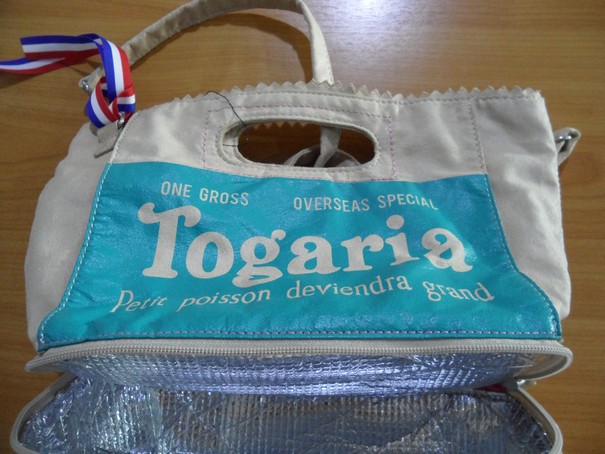 ONE GROSS OVERSEAS SPECIAL
Togaria
Petit poisson deviendra grand